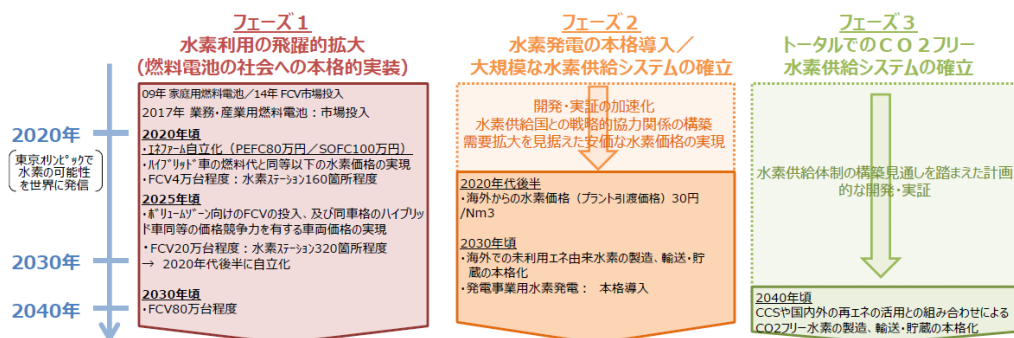 フェーズ１
水素利用の飛躍的拡大
(燃料電池の社会への本格的実装)
フェーズ２
水素発電の本格導入／
大規模な水素供給システムの確立
フェーズ３
トータルでのＣＯ２フリー
水素供給システムの確立
2020年
東京オリンピックで
水素の可能性
を世界に発信
2030年
2040年
09年 家庭用燃料電池／14年 FCV市場投入
2017年 業務・産業用燃料電池：市場投入
2020年頃
・エネファーム自立化（PEFC80万円／SOFC100万円）
・ハイブリッド車の燃料代と同等以下の水素価格の実現
・FCV4万台程度：水素ステーション160箇所程度
2025年頃
・ボリュームゾーン向けのFCVの投入、及び同車格のハイブリッ
ド車同等の価格競争力を有する車両価格の実現
・FCV20万台程度：水素ステーション320箇所程度
→ 2020年代後半に自立化
2030年頃
・FCV80万台程度
開発・実証の加速化
水素供給国との戦略的協力関係の構築
需要拡大を見据えた安価な水素価格の実現
2020年代後半
・海外からの水素価格（プラント引渡価格）30円
/Nm3
2030年頃
・海外での未利用エネ由来水素の製造、輸送・貯
蔵の本格化
・発電事業用水素発電： 本格導入
水素供給体制の構築見通しを踏まえた計画
的な開発・実証
2040年頃
CCSや国内外の再エネの活用との組み合わせによる
CO2フリー水素の製造、輸送・貯蔵の本格化